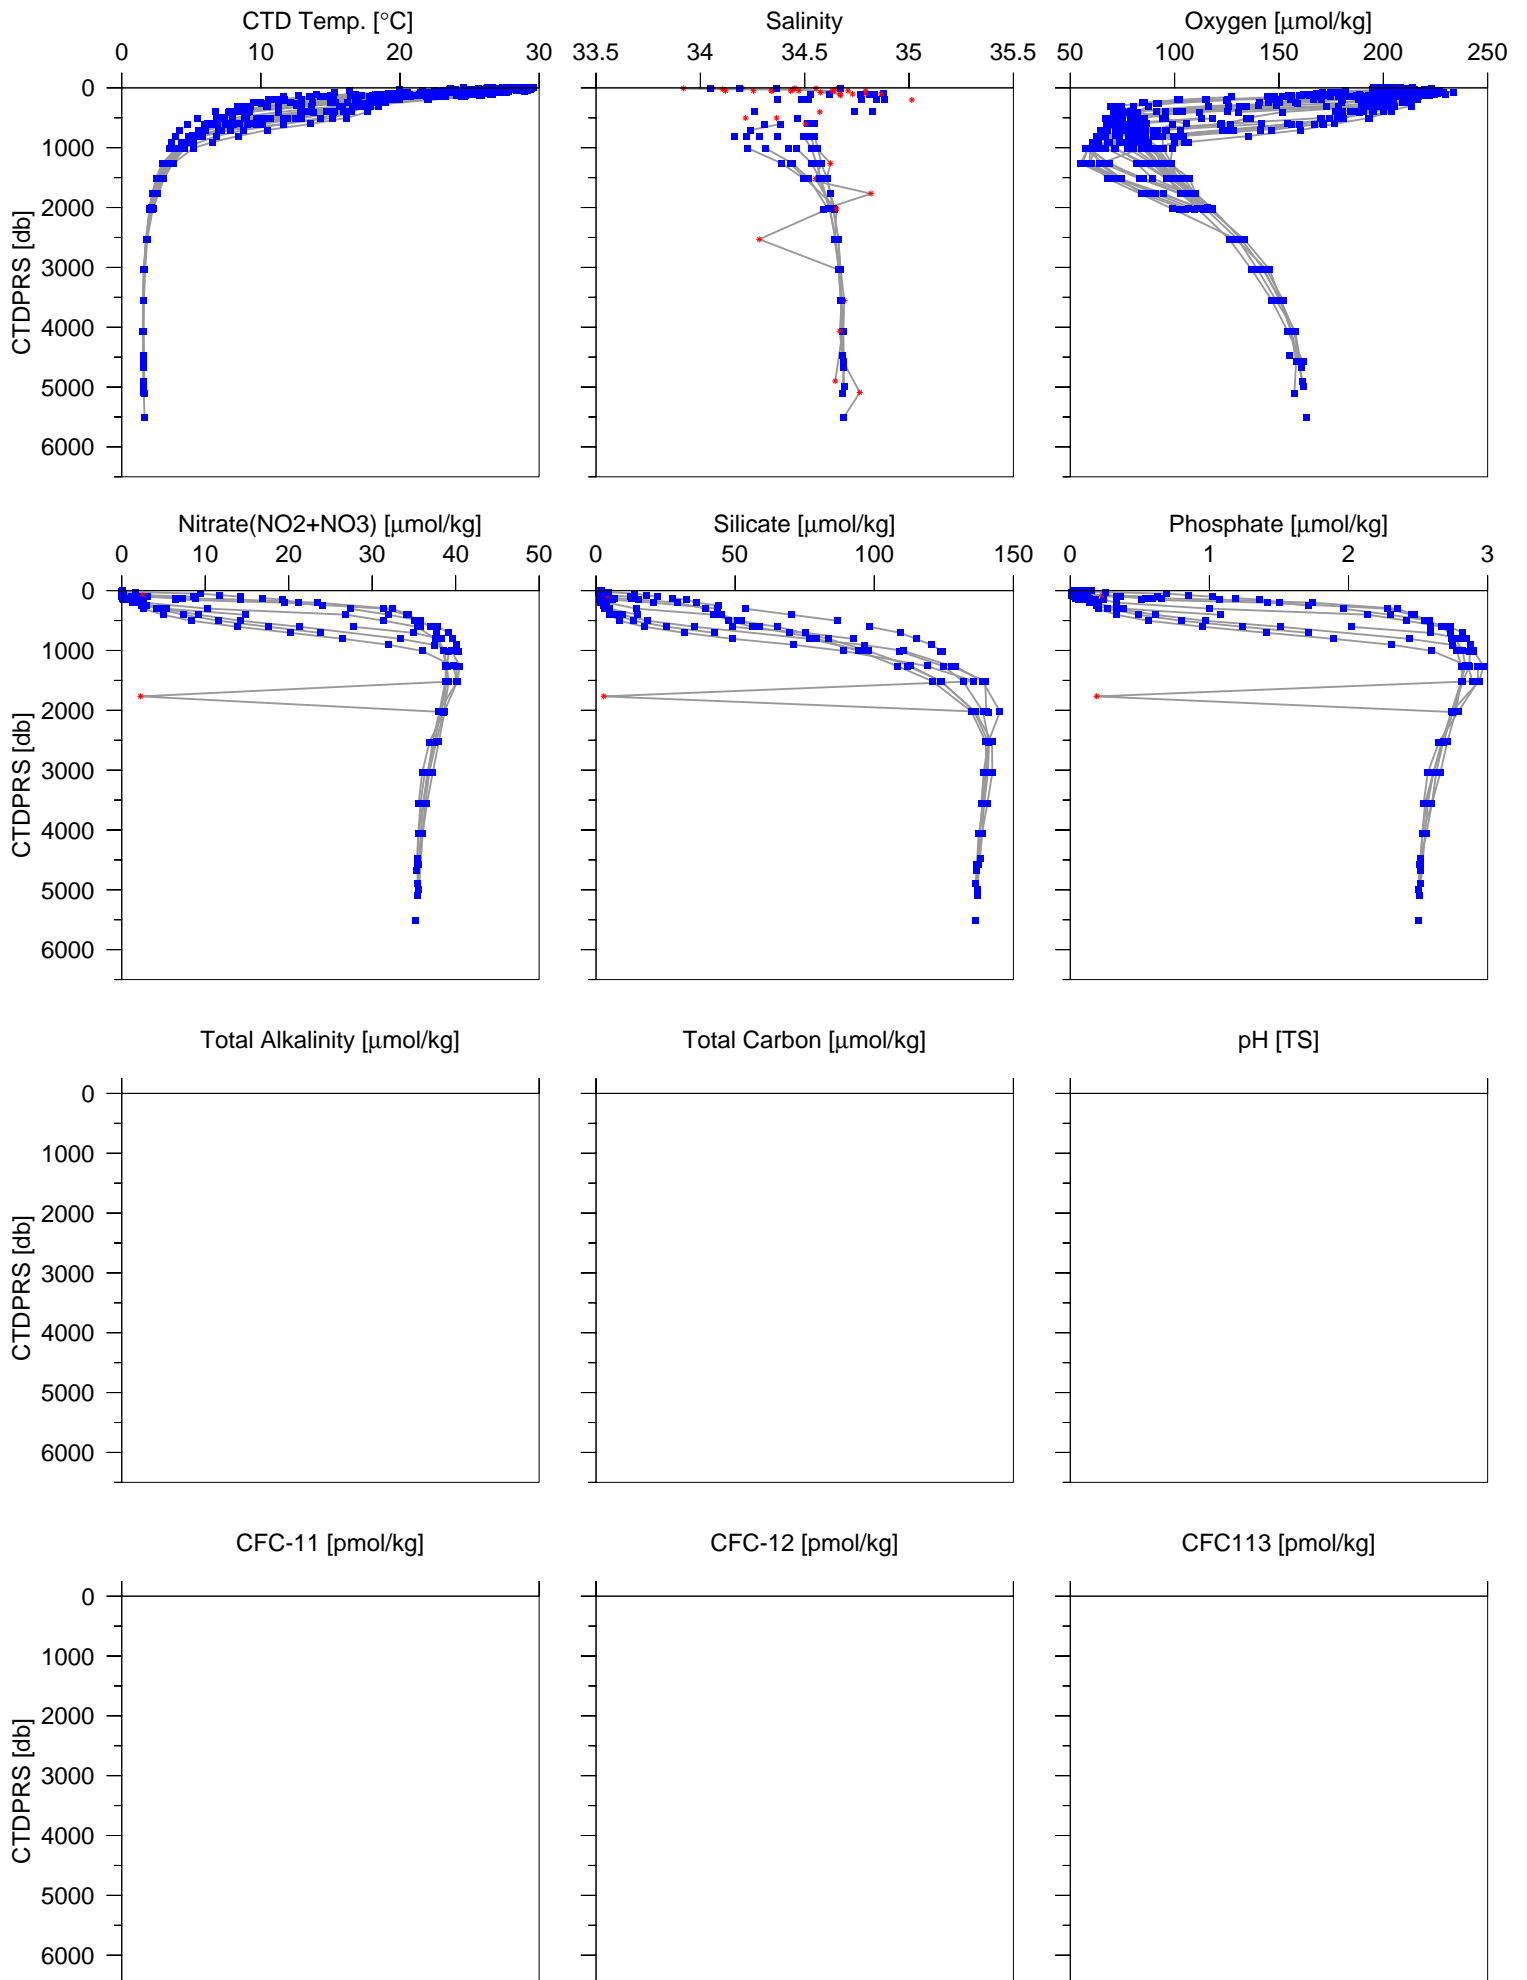 CTD Temp. [°C] Salinity Oxygen [μmol/kg]
0 10 20 30 33.5 34 34.5 35 35.5 50 100 150 200 250
0
1000
2000
3000
4000
5000
6000
CTDPRS [db]
Nitrate(NO2+NO3) [μmol/kg] Silicate [μmol/kg] Phosphate [μmol/kg]
0 10 20 30 40 50 0 50 100 150 0 1 2 3
0
1000
2000
3000
4000
5000
6000
CTDPRS [db]
Total Alkalinity [μmol/kg] Total Carbon [μmol/kg] pH [TS]
0
1000
2000
3000
4000
5000
6000
CTDPRS [db]
CFC-11 [pmol/kg] CFC-12 [pmol/kg] CFC113 [pmol/kg]
0
1000
2000
3000
4000
5000
6000
CTDPRS [db]